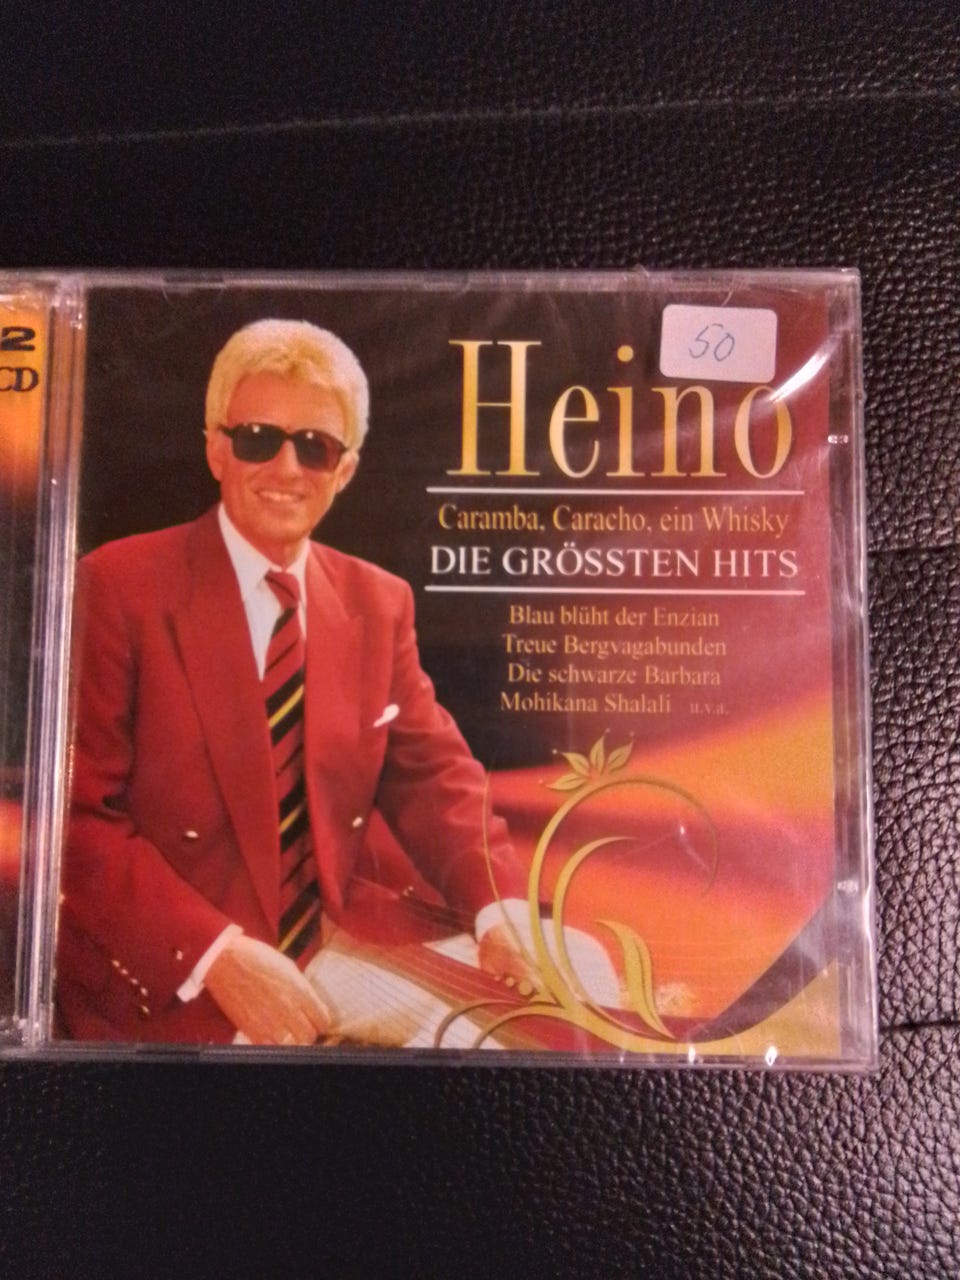 2
CD
50
Heino
Caramba, Caracho, ein Whisky
DIE GRÖSSTEN HITS
Blau blüht der Enzian
Treue Bergvagabunden
Die schwarze Barbara
Mohikana Shalali u.v.a.